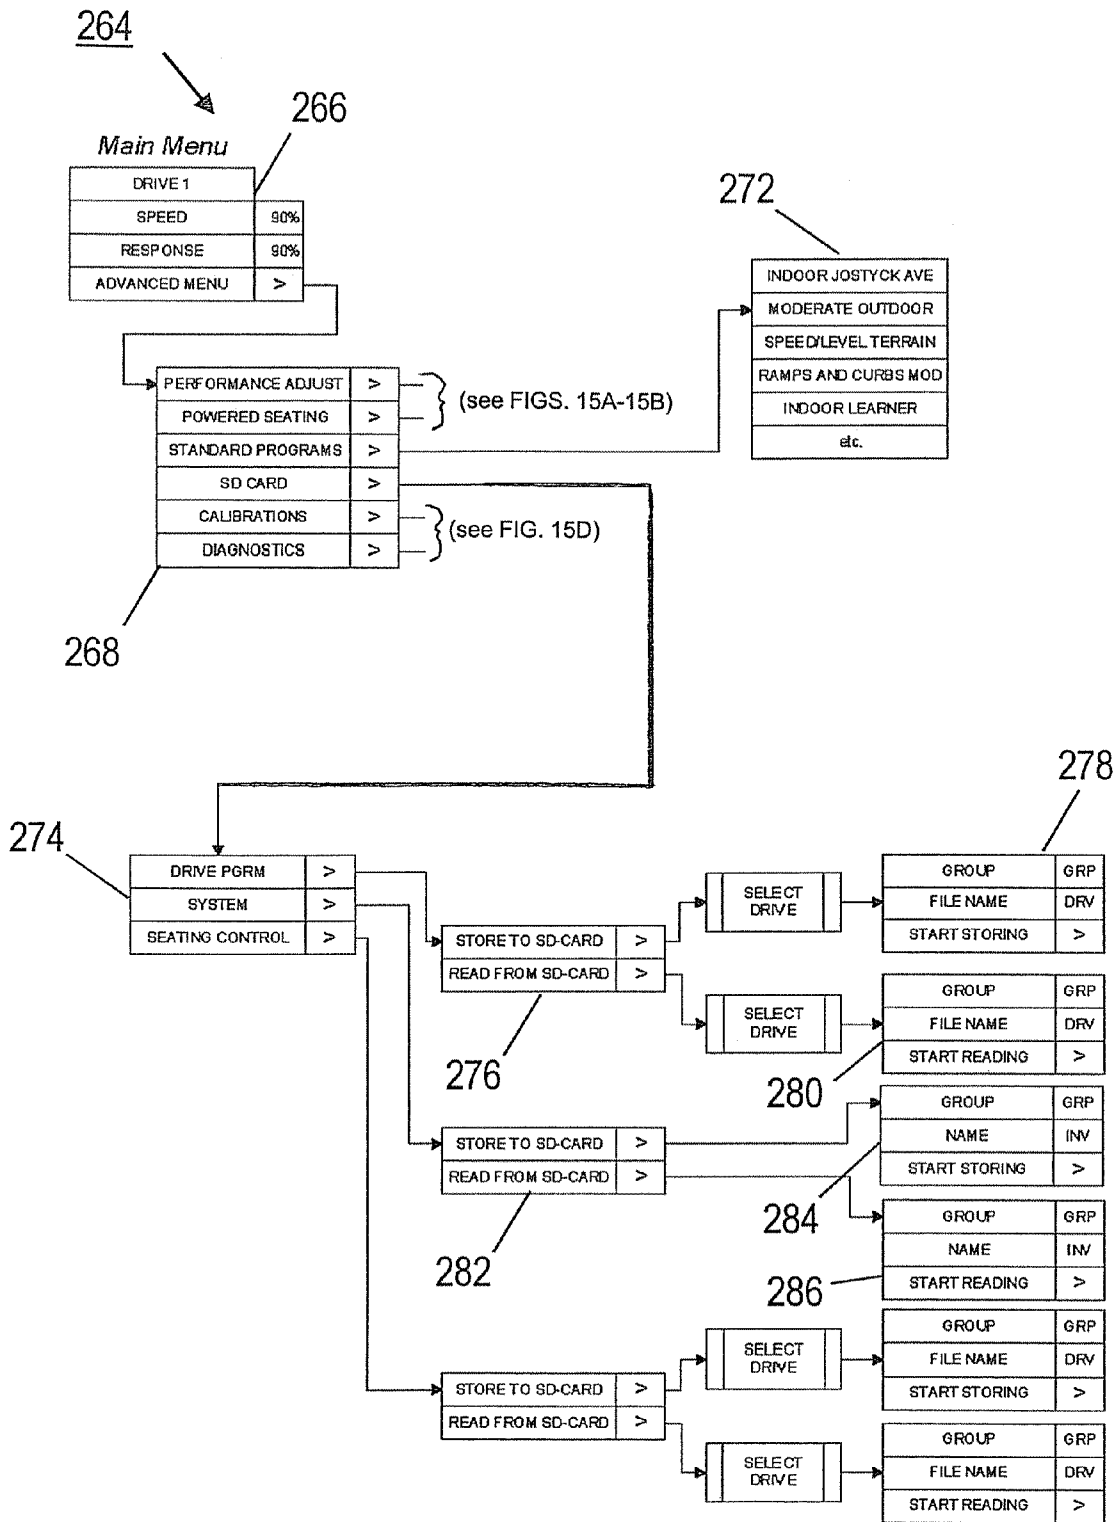 264
266
Main Menu
DRIVE 1
SPEED 90%
RESPONSE 90%
ADVANCED MENU >
272
INDOOR JOSTYCK AVE
MODERATE OUTDOOR
SPEED/LEVEL TERRAIN
RAMPS AND CURBS MOD
INDOOR LEARNER
etc.
PERFORMANCE ADJUST >
POWERED SEATING >
(see FIGS. 15A-15B)
STANDARD PROGRAMS >
SD CARD >
CALIBRATIONS >
DIAGNOSTICS >
(see FIG. 15D)
268
274
DRIVE PGRM >
SYSTEM >
SEATING CONTROL >
STORE TO SD-CARD >
READ FROM SD-CARD >
276
SELECT
DRIVE
278
GROUP GRP
FILE NAME DRV
START STORING >
SELECT
DRIVE
GROUP GRP
FILE NAME DRV
START READING >
280
STORE TO SD-CARD >
READ FROM SD-CARD >
282
GROUP GRP
NAME INV
START STORING >
284
GROUP GRP
NAME INV
START READING >
286
STORE TO SD-CARD >
READ FROM SD-CARD >
SELECT
DRIVE
GROUP GRP
FILE NAME DRV
START STORING >
SELECT
DRIVE
GROUP GRP
FILE NAME DRV
START READING >